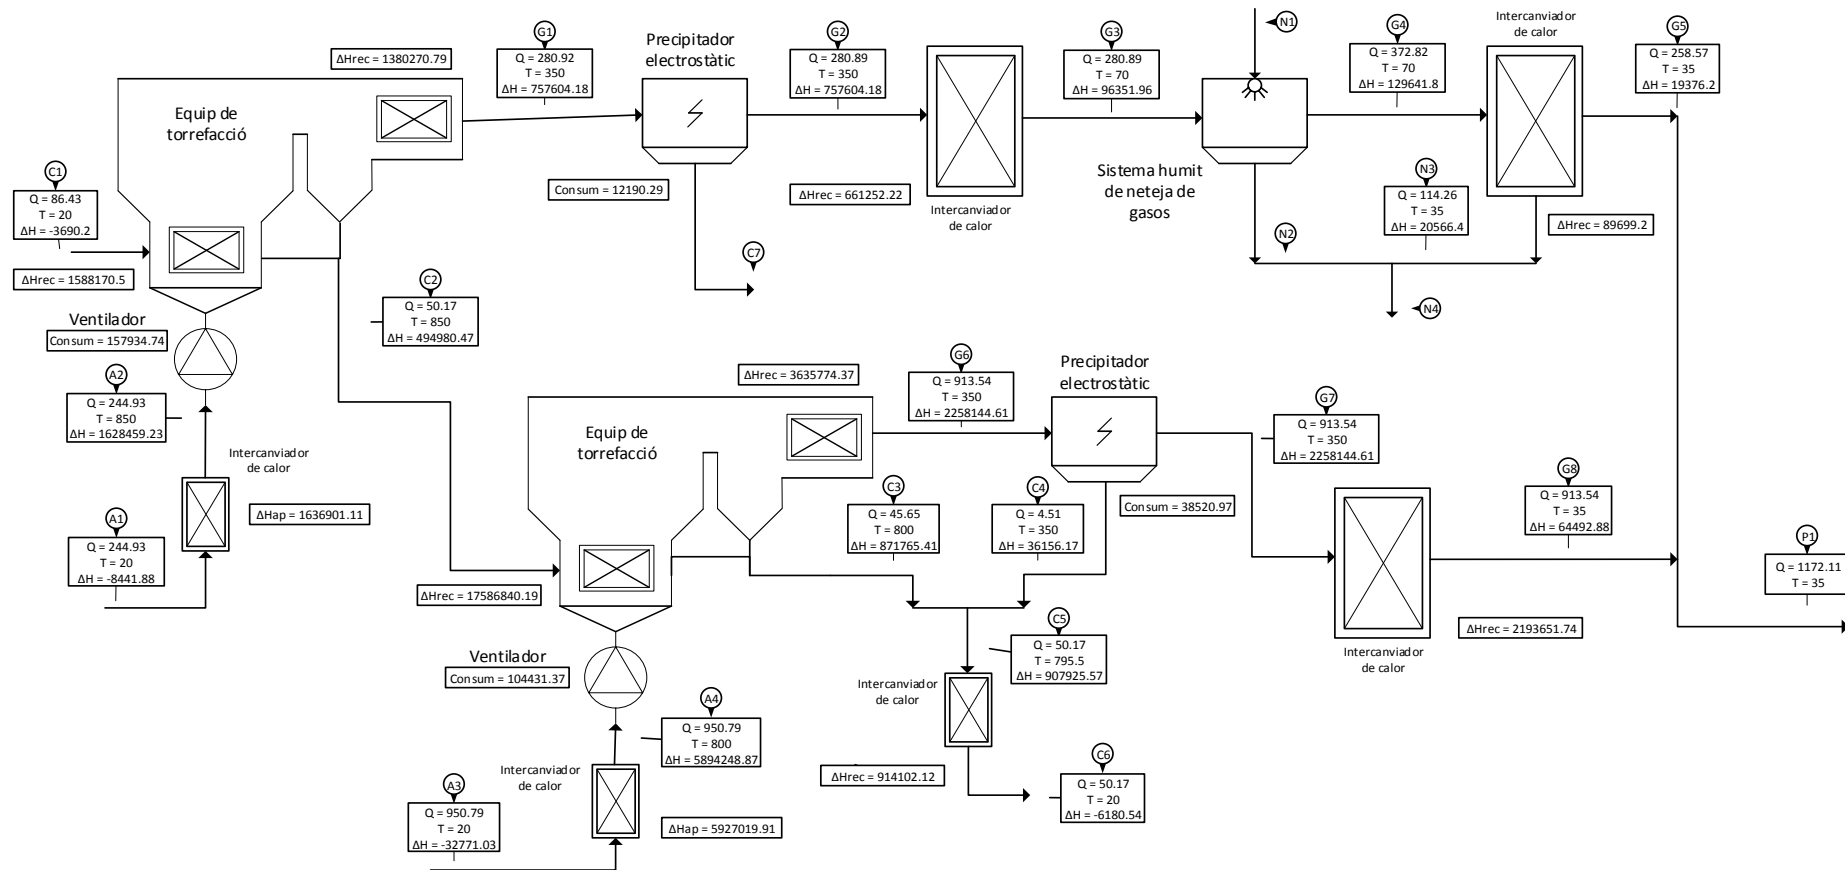 ΔHrec = 1380270.79
Equip de
torrefacció
G1
Q = 280.92
T = 350
ΔH = 757604.18
Precipitador
electrostàtic
Consum = 12190.29
G2
Q = 280.89
T = 350
ΔH = 757604.18
ΔHrec = 661252.22
Intercanviador
de calor
G3
Q = 280.89
T = 70
ΔH = 96351.96
N1
Sistema humit
de neteja de
gasos
G4
Q = 372.82
T = 70
ΔH = 129641.8
Intercanviador
de calor
G5
Q = 258.57
T = 35
ΔH = 19376.2
N3
Q = 114.26
T = 35
ΔH = 20566.4
ΔHrec = 89699.2
N2
N4
C7
C1
Q = 86.43
T = 20
ΔH = -3690.2
ΔHrec = 1588170.5
Ventilador
Consum = 157934.74
C2
Q = 50.17
T = 850
ΔH = 494980.47
A2
Q = 244.93
T = 850
ΔH = 1628459.23
Intercanviador
de calor
ΔHap = 1636901.11
A1
Q = 244.93
T = 20
ΔH = -8441.88
ΔHrec = 3635774.37
Equip de
torrefacció
G6
Q = 913.54
T = 350
ΔH = 2258144.61
Precipitador
electrostàtic
Consum = 38520.97
G7
Q = 913.54
T = 350
ΔH = 2258144.61
G8
Q = 913.54
T = 35
ΔH = 64492.88
ΔHrec = 2193651.74
Intercanviador
de calor
P1
Q = 1172.11
T = 35
C3
Q = 45.65
T = 800
ΔH = 871765.41
C4
Q = 4.51
T = 350
ΔH = 36156.17
ΔHrec = 17586840.19
Ventilador
Consum = 104431.37
C5
Q = 50.17
T = 795.5
ΔH = 907925.57
Intercanviador
de calor
ΔHrec = 914102.12
C6
Q = 50.17
T = 20
ΔH = -6180.54
A4
Q = 950.79
T = 800
ΔH = 5894248.87
Intercanviador
de calor
ΔHap = 5927019.91
A3
Q = 950.79
T = 20
ΔH = -32771.03